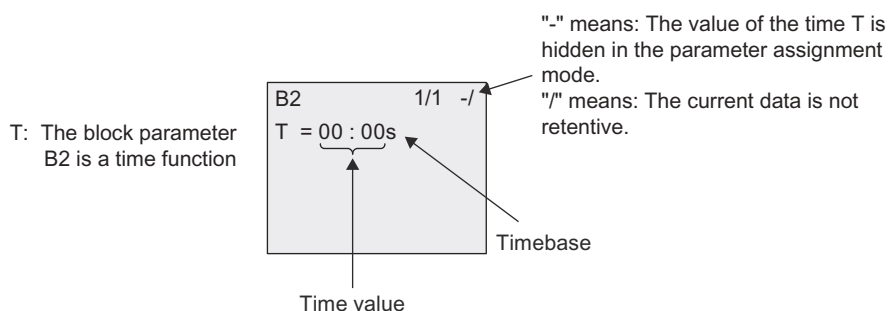 "-" means: The value of the time T is
hidden in the parameter assignment
mode.
"/" means: The current data is not
retentive.
B2 1/1 -/
T = 00 : 00s
T: The block parameter
B2 is a time function
Timebase
Time value